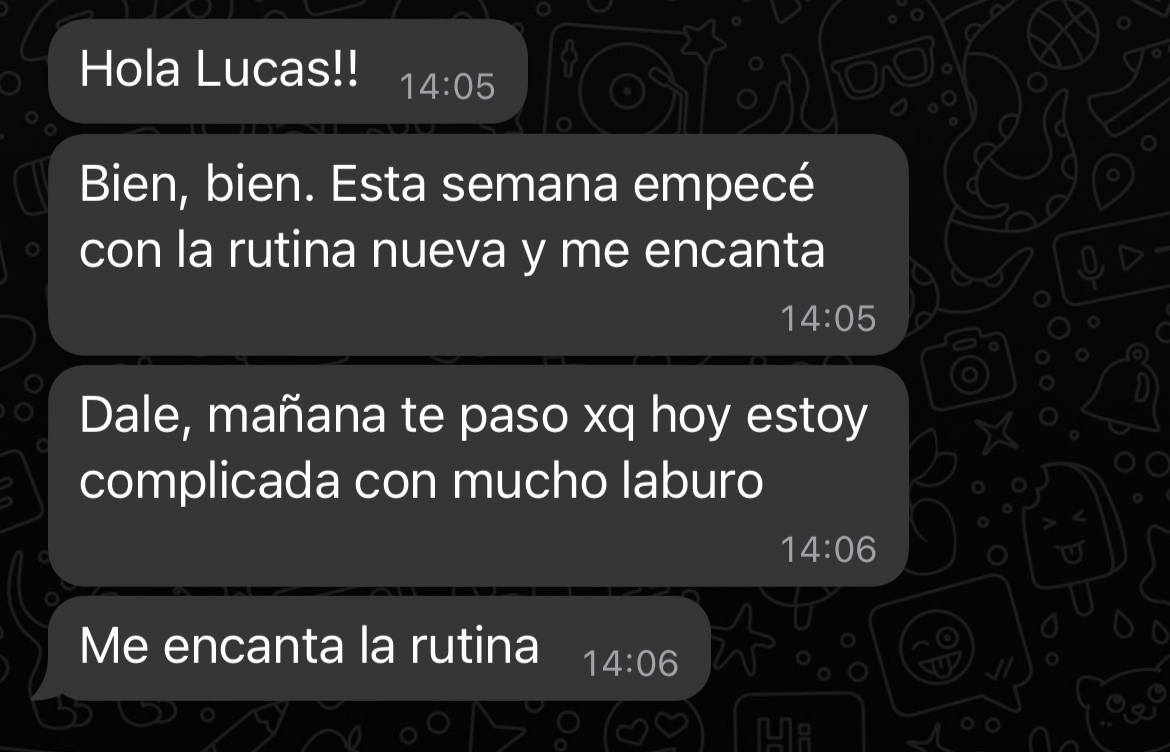 Hola Lucas!! 14:05
Bien, bien. Esta semana empecé
con la rutina nueva y me encanta
14:05
Dale, mañana te paso xq hoy estoy
complicada con mucho laburo
14:06
Me encanta la rutina 14:06
Hi